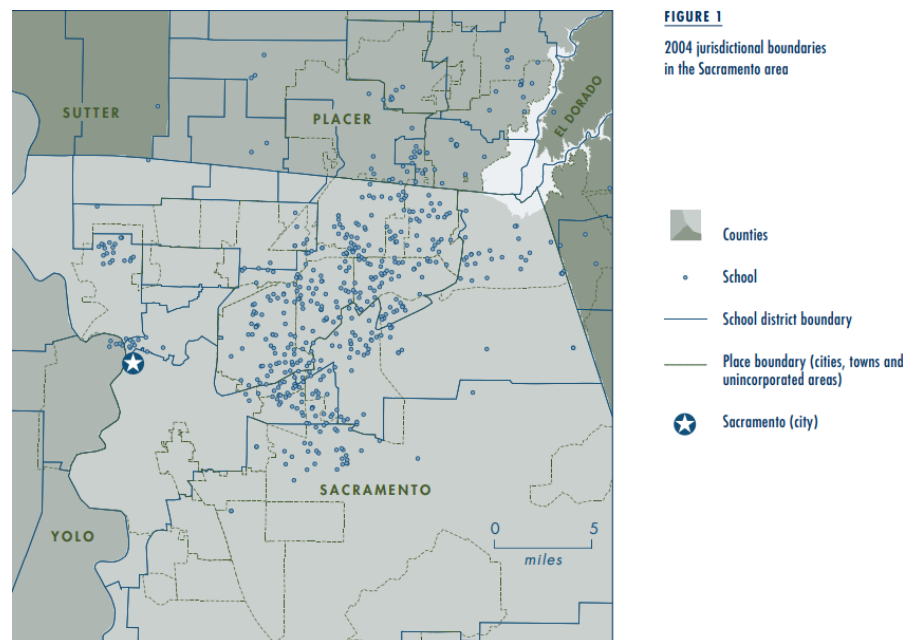 FIGURE 1
2004 jurisdictional boundaries
in the Sacramento area
SUTTER
PLACER
EL DORADO
Counties
School
School district boundary
Place boundary (cities, towns and
unincorporated areas)
Sacramento (city)
SACRAMENTO
YOLO
0 5
miles